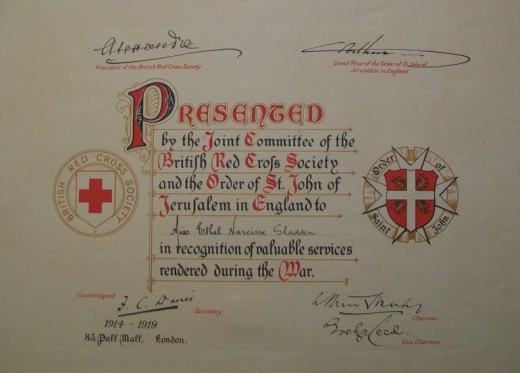 Alexandra
President of the British Red Cross Society.
Arthur
Grand Prior of the Order of St. John of
Jerusalem in England
PRESENTED
by the Joint Committee of the
British Red Cross Society
and the Order of St. John of
Jerusalem in England to
Miss Ethel Narcisse Sladden
in recognition of valuable services
rendered during the War.
BRITISH RED CROSS SOCIETY
Order of Saint John
Countersigned
Secretary
1914 - 1919
83, Pall Mall, London.
Chairman.
Vice Chairman.